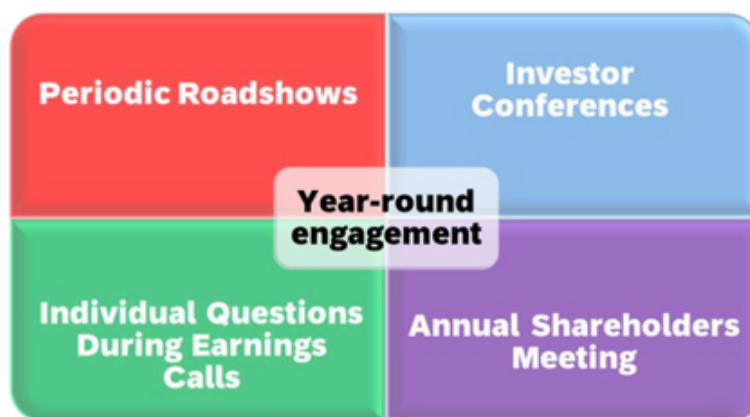 Periodic Roadshows
Investor
Conferences
Year-round
engagement
Individual Questions
During Earnings
Calls
Annual Shareholders
Meeting